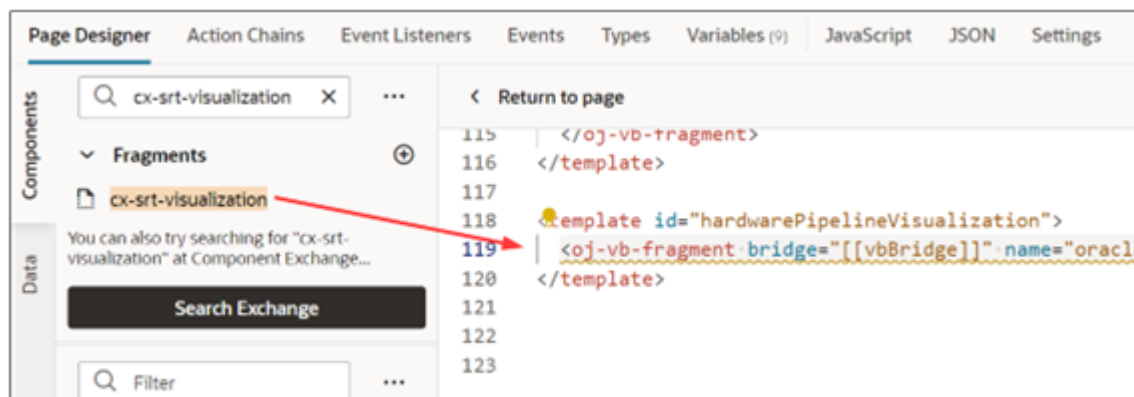 Page Designer Action Chains Event Listeners Events Types Variables (9) JavaScript JSON Settings
Components
Data
cx-srt-visualization × ...
Fragments
cx-srt-visualization
You can also try searching for "cx-srt-
visualization" at Component Exchange...
Search Exchange
Filter ...
Return to page
115 </oj-vb-fragment>
116 </template>
117
118 <template id="hardwarePipelineVisualization">
119 <oj-vb-fragment bridge="[[vbBridge]]" name="oracl
120 </template>
121
122
123